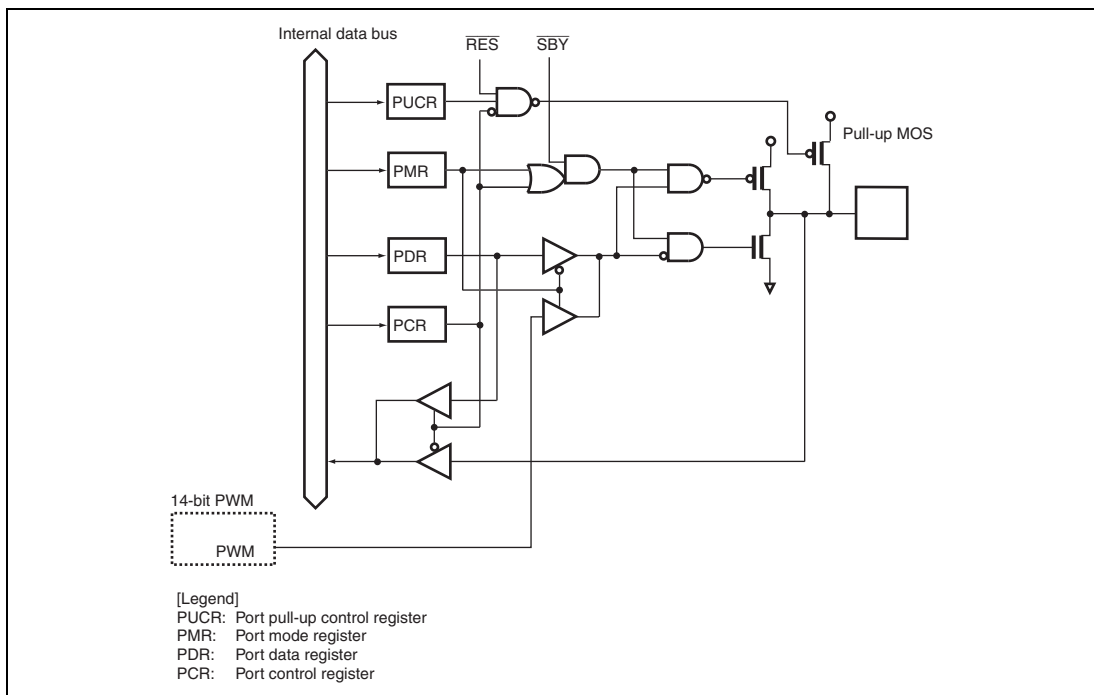 Internal data bus
RES
SBY
PUCR
Pull-up MOS
PMR
PDR
PCR
14-bit PWM
PWM
[Legend]
PUCR: Port pull-up control register
PMR: Port mode register
PDR: Port data register
PCR: Port control register